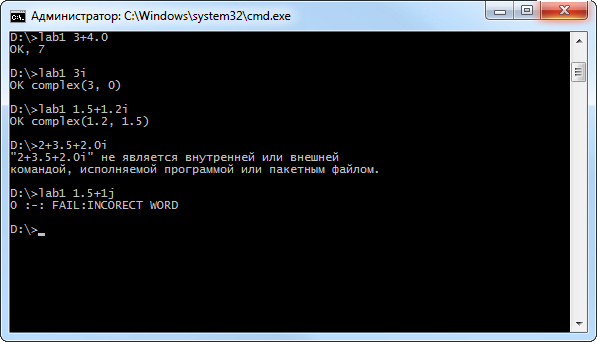 Администратор: C:\Windows\system32\cmd.exe
D:\>lab1 3+4.0
OK, 7
D:\>lab1 3i
OK complex(3, 0)
D:\>lab1 1.5+1.2i
OK complex(1.2, 1.5)
D:\>2+3.5+2.0i
"2+3.5+2.0i" не является внутренней или внешней
командой, исполняемой программой или пакетным файлом.
D:\>lab1 1.5+1j
O :-: FAIL:INCORECT WORD
D:\>